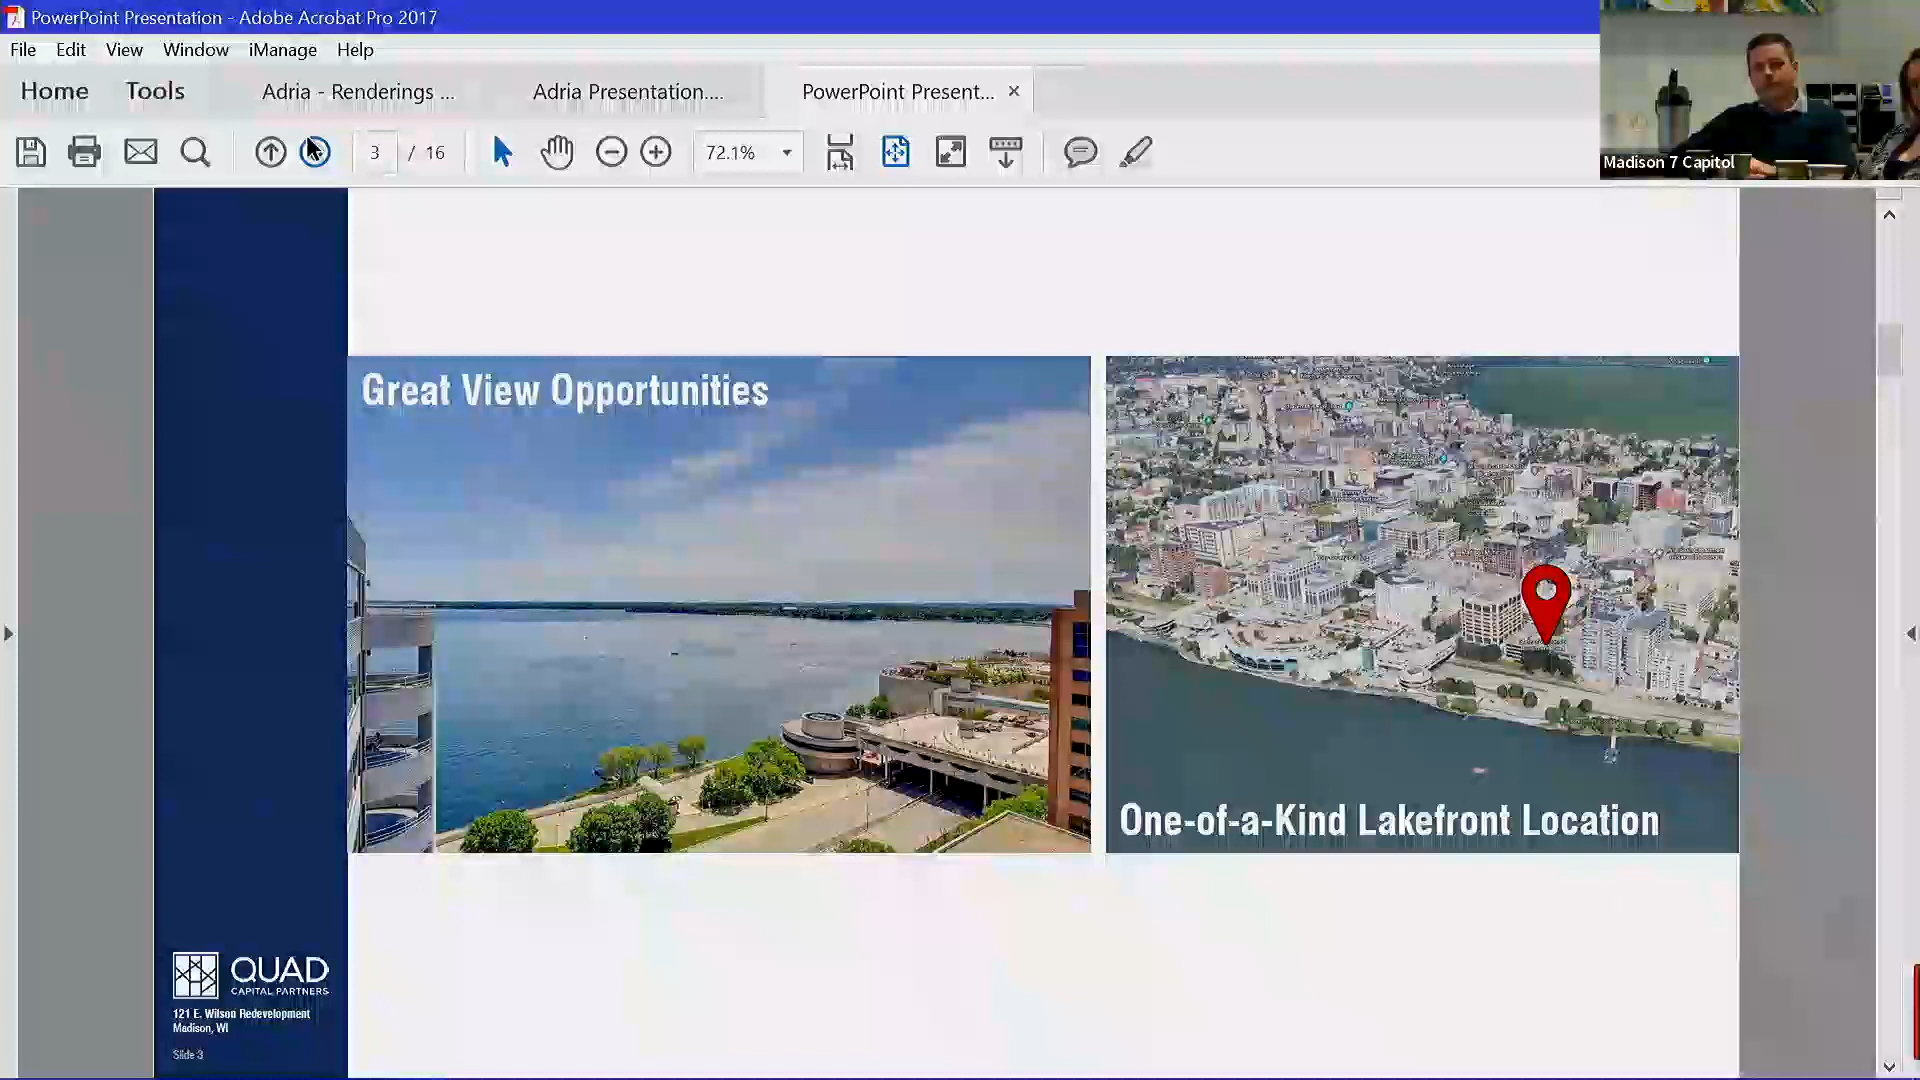 PowerPoint Presentation - Adobe Acrobat Pro 2017
File Edit View Window iManage Help
Home Tools Adria - Renderings ... Adria Presentation.... PowerPoint Present... ×
3 / 16 72.1%
Madison 7 Capitol
Great View Opportunities
One-of-a-Kind Lakefront Location
QUAD
CAPITAL PARTNERS
121 E. Wilson Redevelopment
Madison, WI
Slide 3